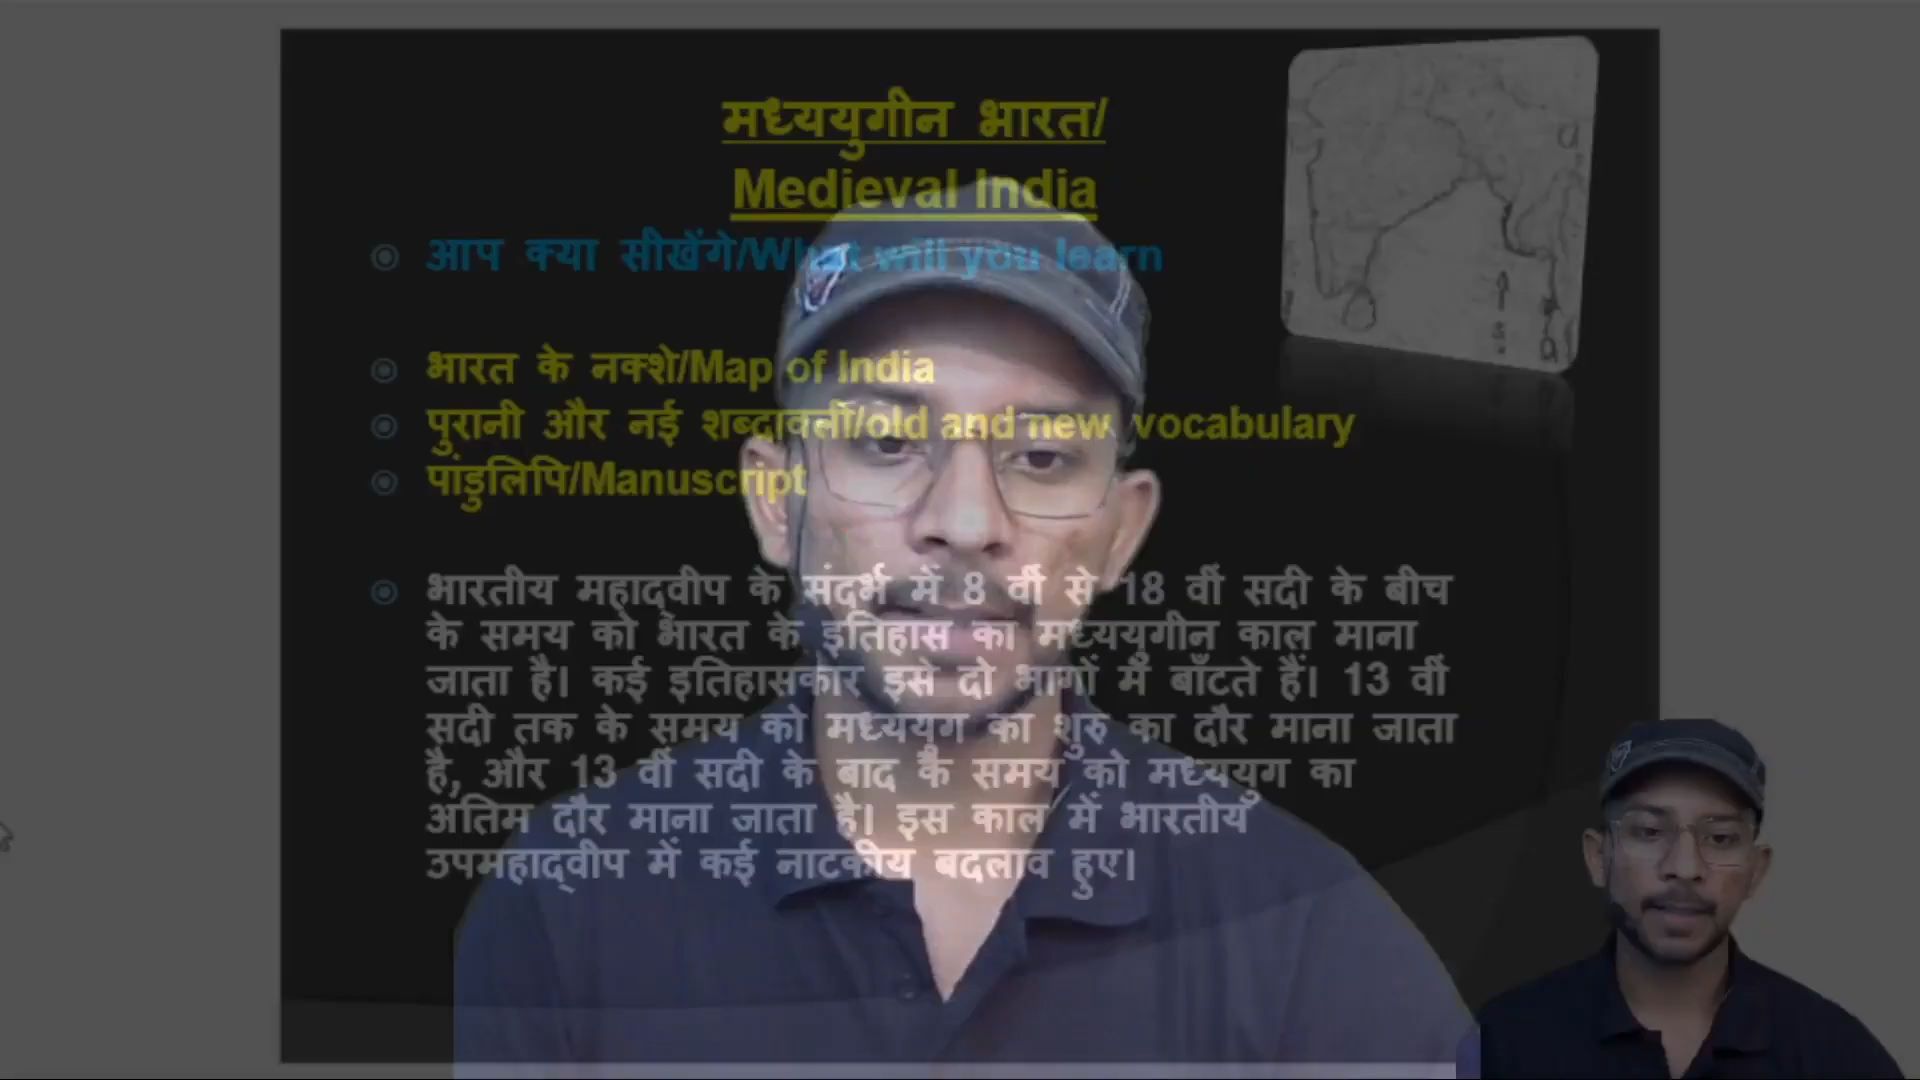 मध्ययुगीन भारत/
Medieval India
आप क्या सीखेंगे/What will you learn
भारत के नक्शे/Map of India
पुरानी और नई शब्दावली/old and new vocabulary
पांडुलिपि/Manuscript
भारतीय महाद्वीप के संदर्भ में 8 वीं से 18 वीं सदी के बीच
के समय को भारत के इतिहास का मध्ययुगीन काल माना
जाता है। कई इतिहासकार इसे दो भागों में बाँटते हैं। 13 वीं
सदी तक के समय को मध्ययुग का शुरु का दौर माना जाता
है, और 13 वीं सदी के बाद के समय को मध्ययुग का
अंतिम दौर माना जाता है। इस काल में भारतीय
उपमहाद्वीप में कई नाटकीय बदलाव हुए।